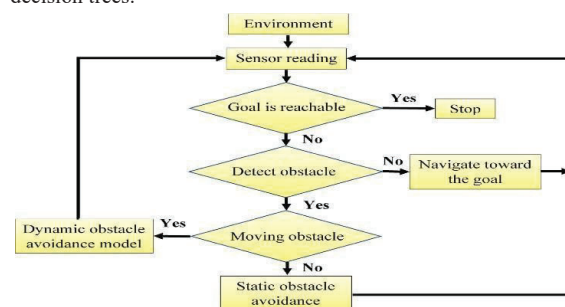 decision trees.
Environment
Sensor reading
Goal is reachable
Yes
Stop
No
Detect obstacle
No
Navigate toward
the goal
Yes
Dynamic obstacle
avoidance model
Yes
Moving obstacle
No
Static obstacle
avoidance